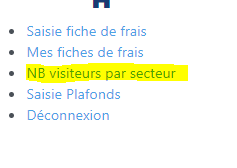 Saisie fiche de frais
Mes fiches de frais
NB visiteurs par secteur
Saisie Plafonds
Déconnexion